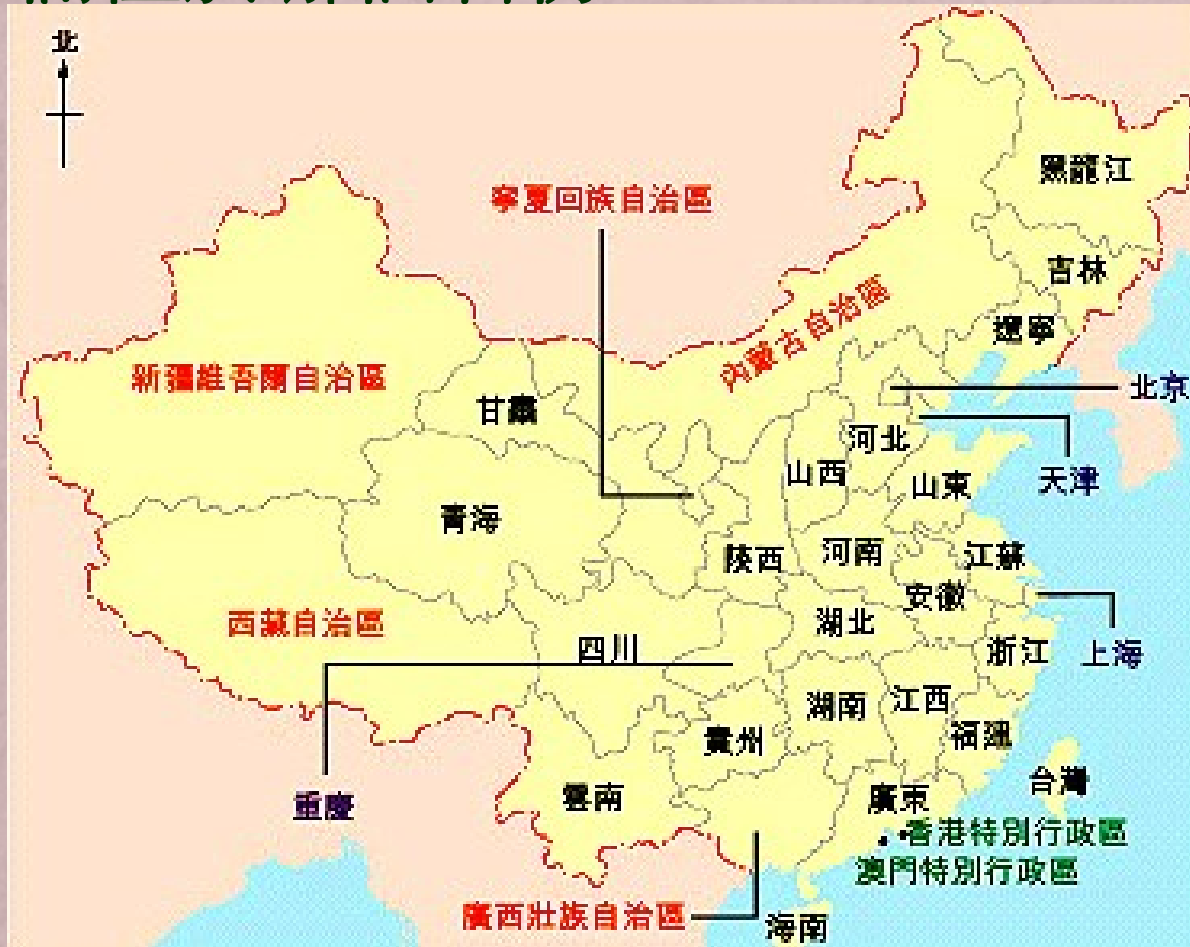 北
黑龍江
寧夏回族自治區
吉林
內蒙古自治區
遼寧
新疆維吾爾自治區
北京
甘肅
河北
山西
天津
山東
青海
河南
江蘇
陝西
安徽
西藏自治區
湖北
四川
浙江
上海
湖南
江西
福建
貴州
台灣
雲南
重慶
廣東
香港特別行政區
澳門特別行政區
廣西壯族自治區
海南